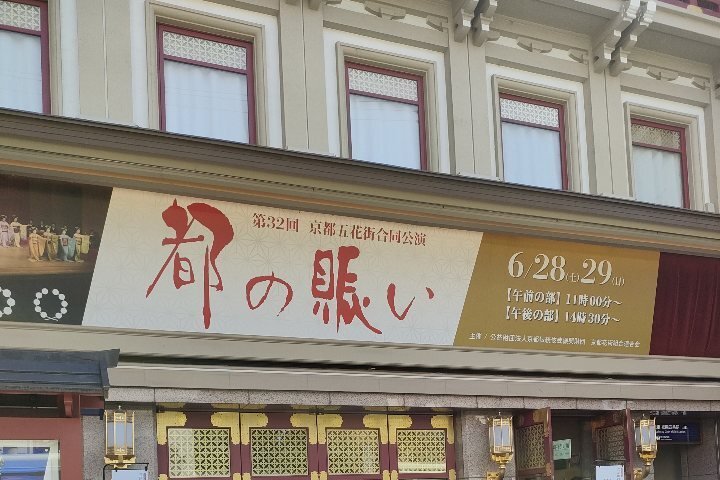 第32回 京都五花街合同公演
都の賑い
6/28(土)29(日)
【午前の部】11時00分〜
【午後の部】14時30分〜